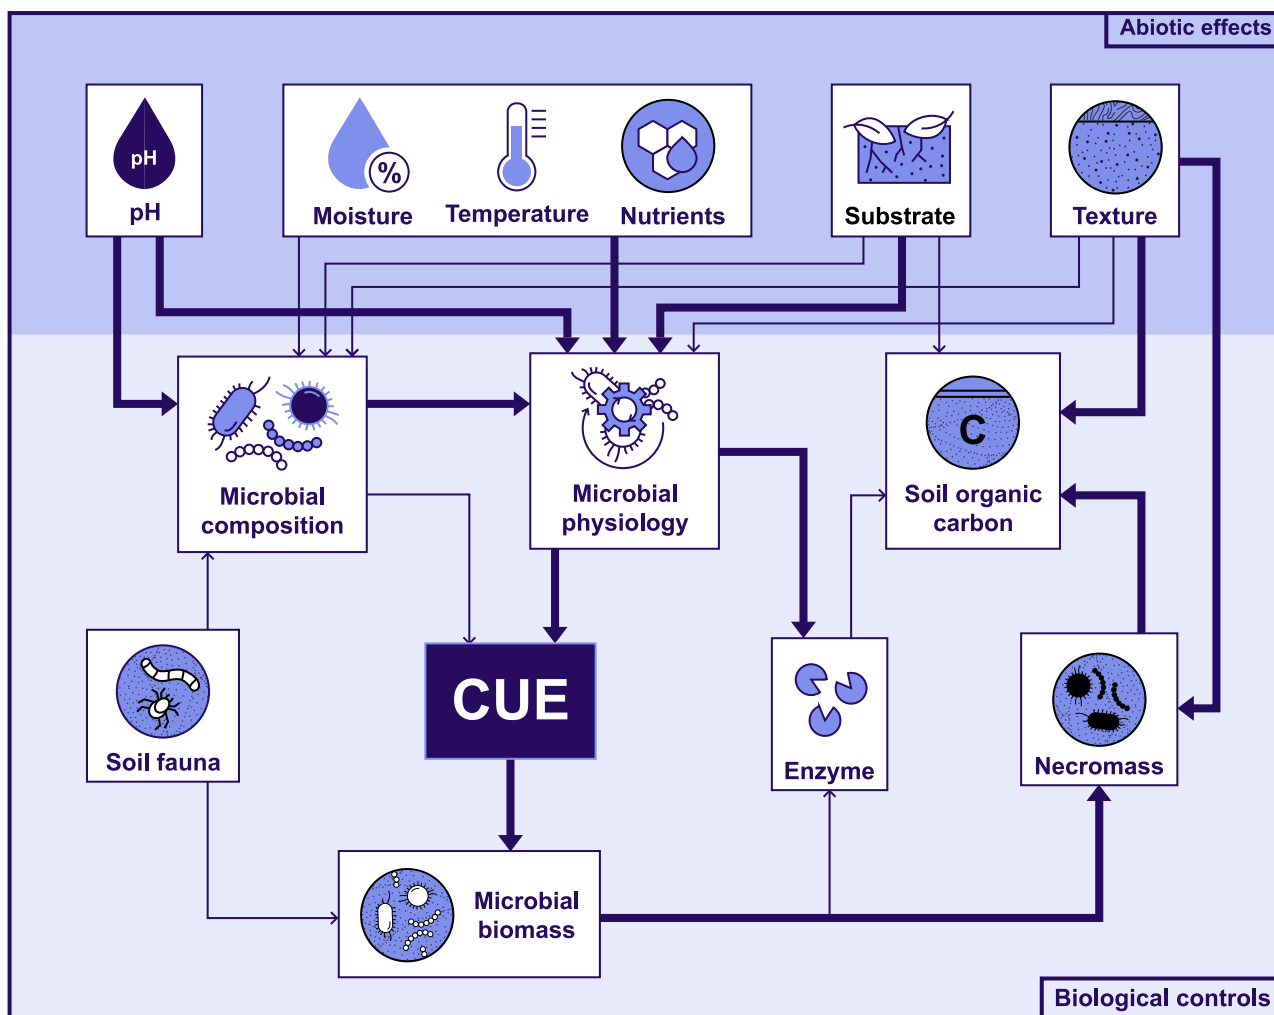 Abiotic effects
pH
pH
%
Moisture
Temperature
Nutrients
Substrate
Texture
Microbial
composition
Microbial
physiology
C
Soil organic
carbon
Soil fauna
CUE
Enzyme
Necromass
Microbial
biomass
Biological controls